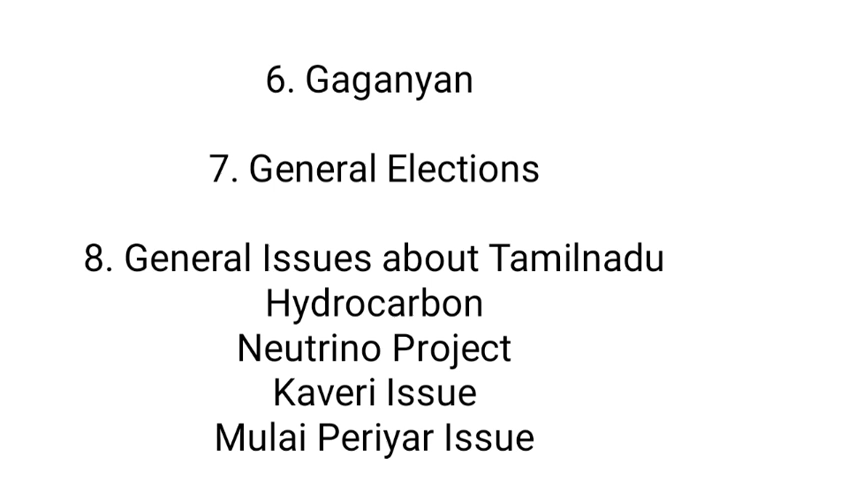 6. Gaganyan
7. General Elections
8. General Issues about Tamilnadu
Hydrocarbon
Neutrino Project
Kaveri Issue
Mulai Periyar Issue